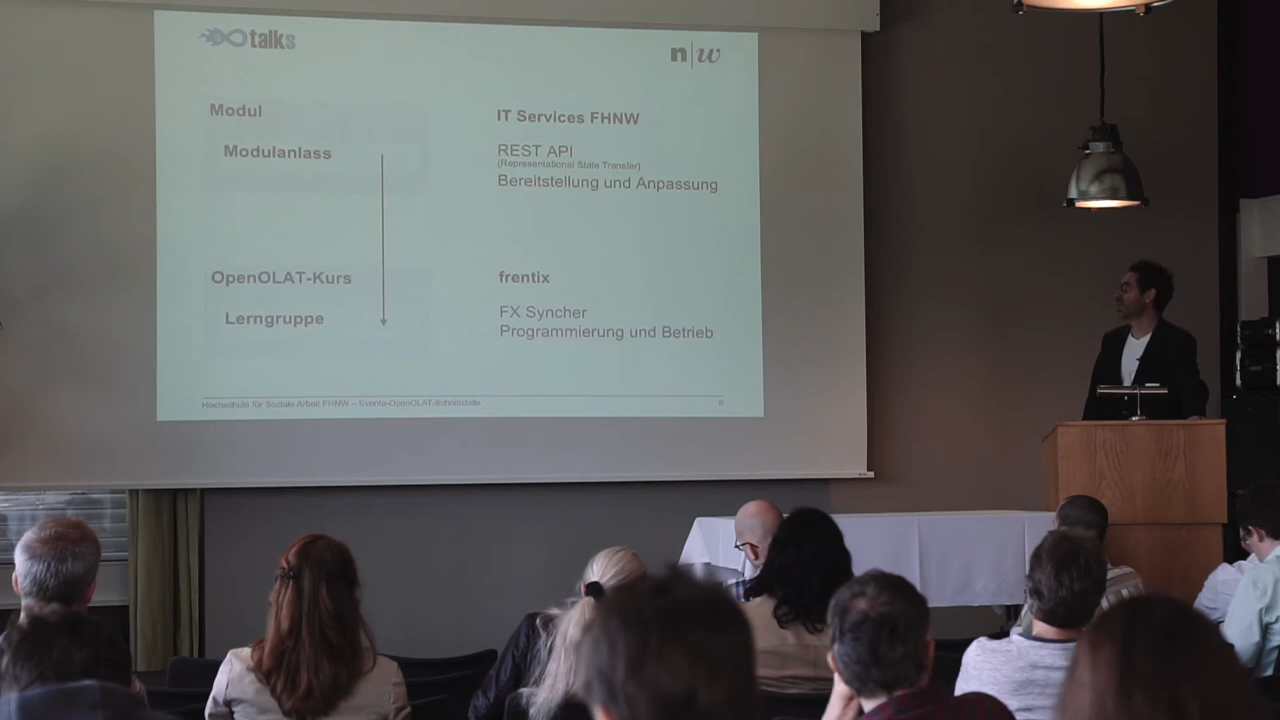 talks
n|w
Modul
Modulanlass
OpenOLAT-Kurs
Lerngruppe
IT Services FHNW
REST API
(Representational State Transfer)
Bereitstellung und Anpassung
frentix
FX Syncher
Programmierung und Betrieb
Hochschule für Soziale Arbeit FHNW – Evento-OpenOLAT-Schnittstelle
6